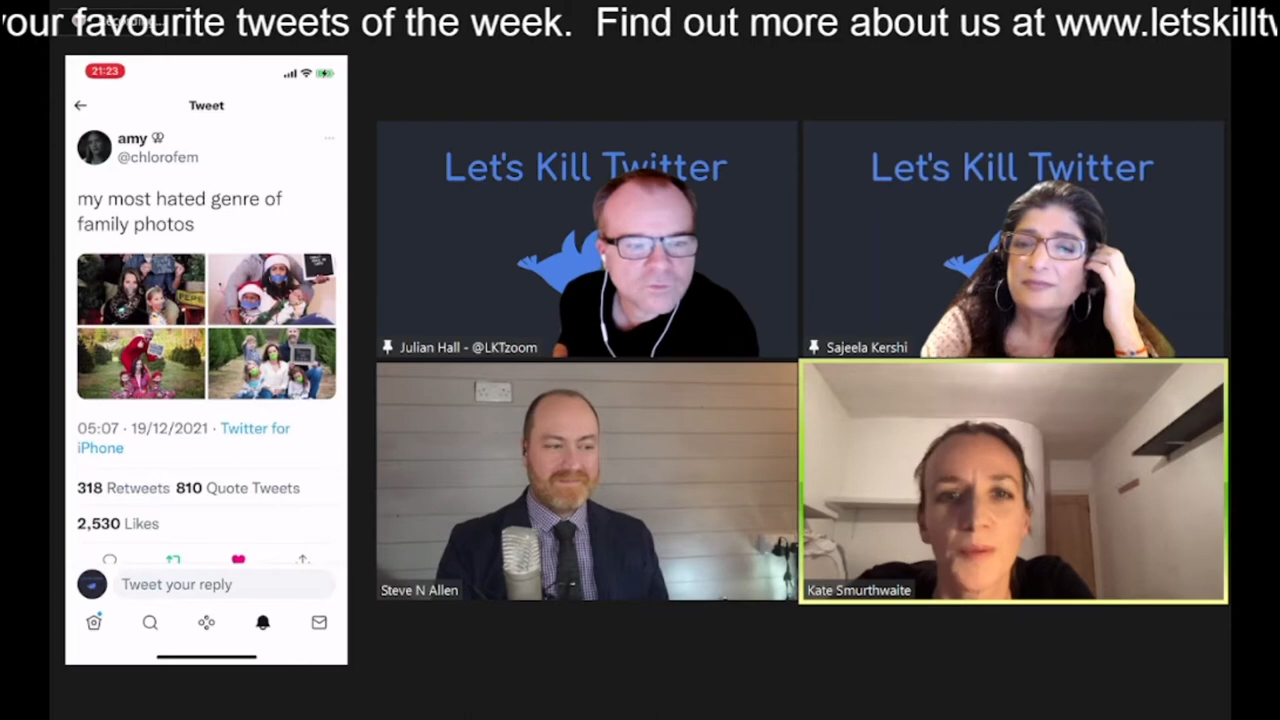 our favourite tweets of the week. Find out more about us at www.letskillt
21:23
Tweet
amy
@chlorofem
my most hated genre of
family photos
05:07 · 19/12/2021 · Twitter for
iPhone
318 Retweets 810 Quote Tweets
2,530 Likes
Tweet your reply
Let's Kill Twitter
Julian Hall - @LKTzoom
Let's Kill Twitter
Sajeela Kershi
Steve N Allen
Kate Smurthwaite